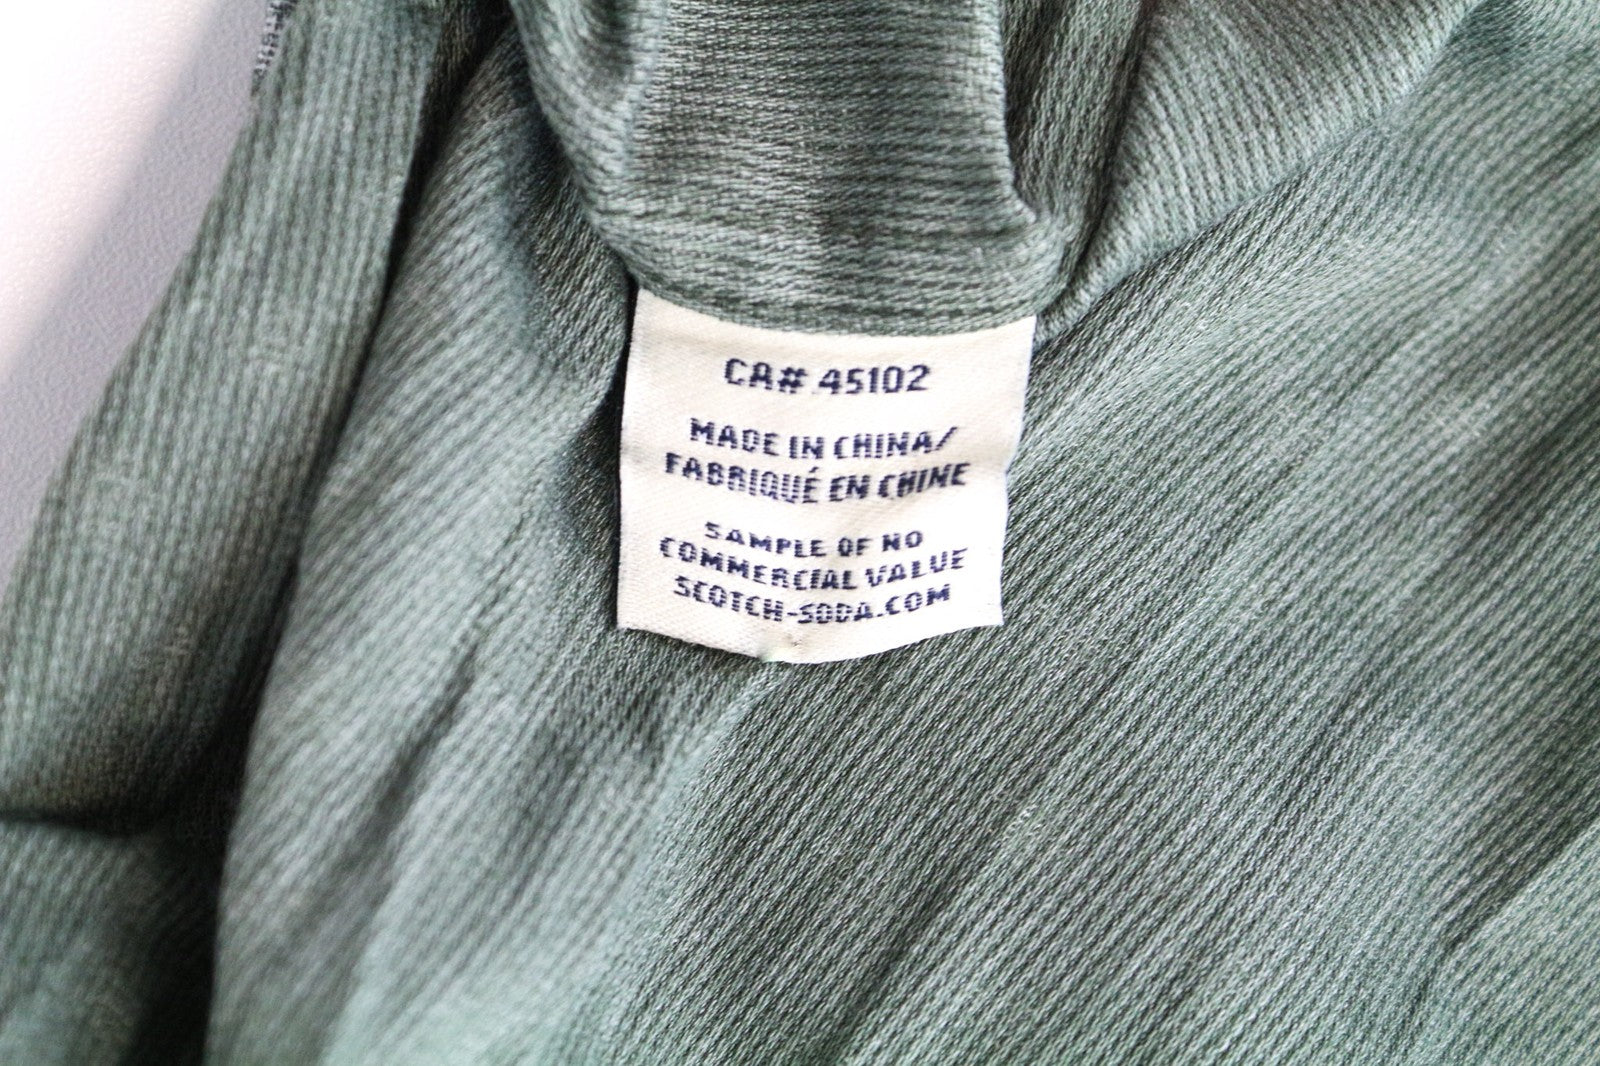 CA# 45102
MADE IN CHINA/
FABRIQUÉ EN CHINE
SAMPLE OF NO
COMMERCIAL VALUE
SCOTCH-SODA.COM